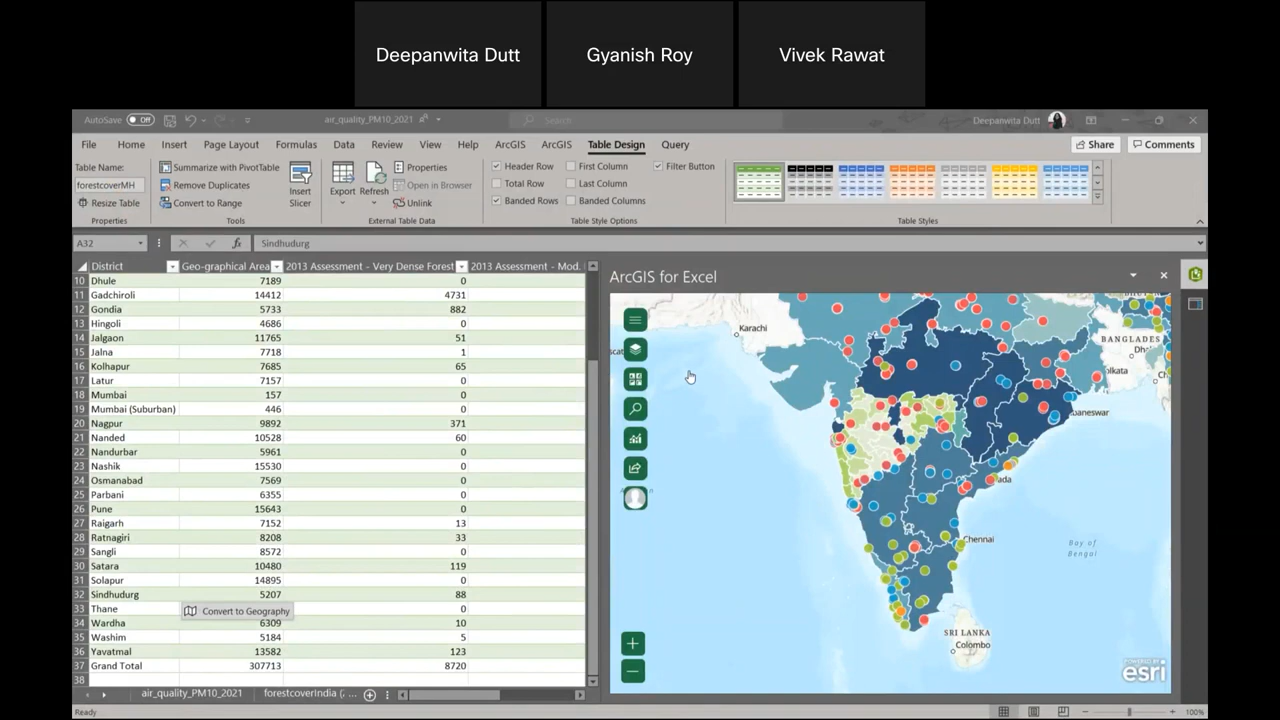 Deepanwita Dutt
Gyanish Roy
Vivek Rawat
AutoSave Off
air_quality_PM10_2021
Search
Deepanwita Dutt
File Home Insert Page Layout Formulas Data Review View Help ArcGIS ArcGIS Table Design Query
Share Comments
Table Name:
forestcoverMH
Resize Table
Properties
Summarize with PivotTable
Remove Duplicates
Convert to Range
Tools
Insert
Slicer
Export
Refresh
Properties
Open in Browser
Unlink
External Table Data
Header Row
Total Row
Banded Rows
First Column
Last Column
Banded Columns
Filter Button
Table Style Options
Table Styles
A32
fx
Sindhudurg
District Geo-graphical Area 2013 Assessment - Very Dense Forest 2013 Assessment - Mod.
10 Dhule 7189 0
11 Gadchiroli 14412 4731
12 Gondia 5733 882
13 Hingoli 4686 0
14 Jalgaon 11765 51
15 Jalna 7718 1
16 Kolhapur 7685 65
17 Latur 7157 0
18 Mumbai 157 0
19 Mumbai (Suburban) 446 0
20 Nagpur 9892 371
21 Nanded 10528 60
22 Nandurbar 5961 0
23 Nashik 15530 0
24 Osmanabad 7569 0
25 Parbani 6355 0
26 Pune 15643 0
27 Raigarh 7152 13
28 Ratnagiri 8208 33
29 Sangli 8572 0
30 Satara 10480 119
31 Solapur 14895 0
32 Sindhudurg 5207 88
33 Thane 0
Convert to Geography
34 Wardha 6309 10
35 Washim 5184 5
36 Yavatmal 13582 123
37 Grand Total 307713 8720
38
air_quality_PM10_2021
forestcoverIndia (, ...
Ready
100%
ArcGIS for Excel
Karachi
BANGLADES
olkata
baneswar
ada
Chennai
Bay of
Bengal
SRI LANKA
Colombo
POWERED BY
esri